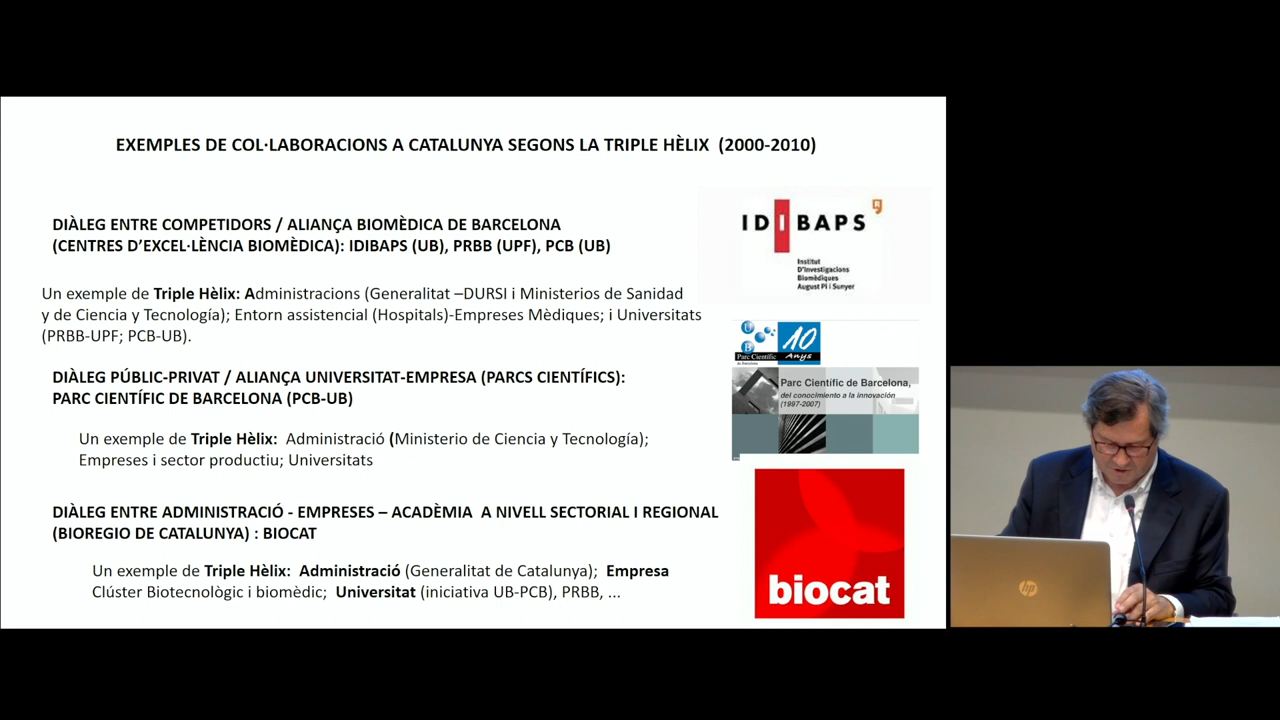 EXEMPLES DE COL·LABORACIONS A CATALUNYA SEGONS LA TRIPLE HÈLIX (2000-2010)
DIÀLEG ENTRE COMPETIDORS / ALIANÇA BIOMÈDICA DE BARCELONA
(CENTRES D'EXCEL·LÈNCIA BIOMÈDICA): IDIBAPS (UB), PRBB (UPF), PCB (UB)
IDIBAPS
Institut
D'Investigacions
Biomèdiques
August Pi i Sunyer
Un exemple de Triple Hèlix: Administracions (Generalitat –DURSI i Ministerios de Sanidad
y de Ciencia y Tecnología); Entorn assistencial (Hospitals)-Empreses Mèdiques; i Universitats
(PRBB-UPF; PCB-UB).
10
Anys
Parc Científic
DIÀLEG PÚBLIC-PRIVAT / ALIANÇA UNIVERSITAT-EMPRESA (PARCS CIENTÍFICS):
PARC CIENTÍFIC DE BARCELONA (PCB-UB)
Parc Científic de Barcelona,
del conocimiento a la innovación
(1997-2007)
Un exemple de Triple Hèlix: Administració (Ministerio de Ciencia y Tecnología);
Empreses i sector productiu; Universitats
DIÀLEG ENTRE ADMINISTRACIÓ - EMPRESES – ACADÈMIA A NIVELL SECTORIAL I REGIONAL
(BIOREGIO DE CATALUNYA) : BIOCAT
Un exemple de Triple Hèlix: Administració (Generalitat de Catalunya); Empresa
Clúster Biotecnològic i biomèdic; Universitat (iniciativa UB-PCB), PRBB, ...
biocat
hp